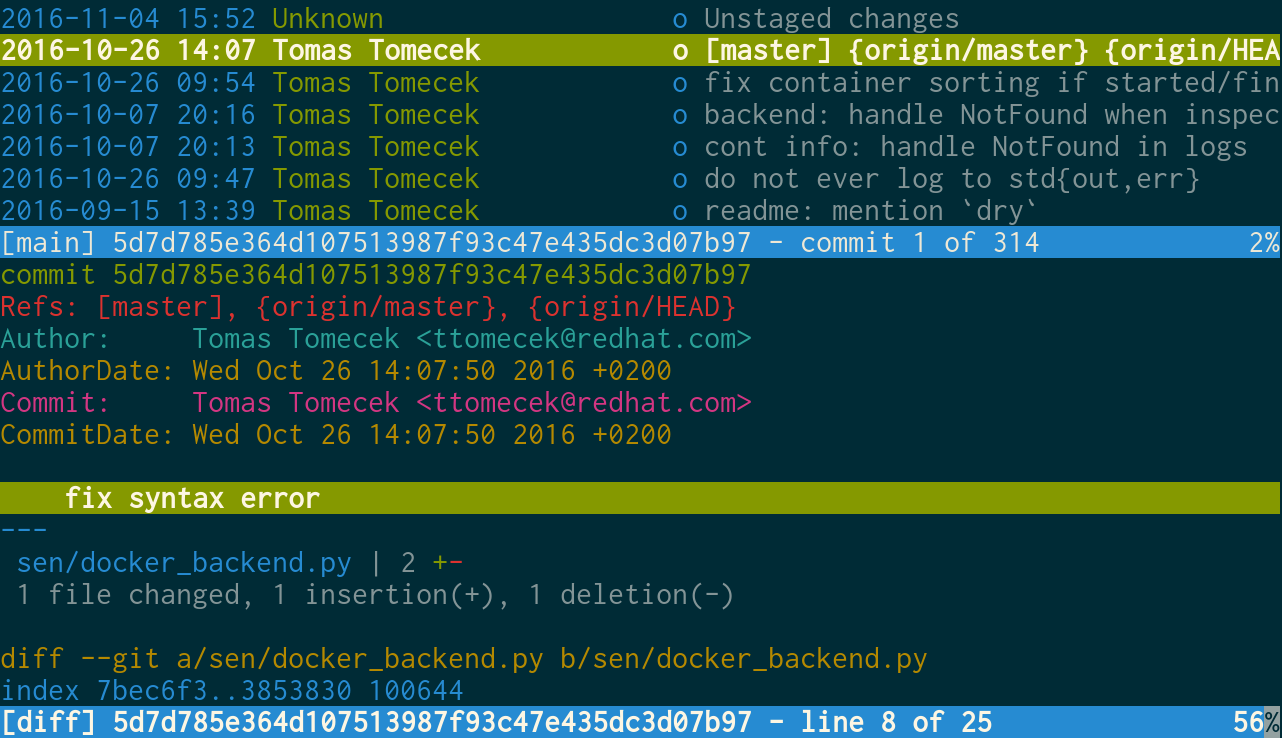 2016-11-04 15:52 Unknown o Unstaged changes
2016-10-26 14:07 Tomas Tomecek o [master] {origin/master} {origin/HEA
2016-10-26 09:54 Tomas Tomecek o fix container sorting if started/fin
2016-10-07 20:16 Tomas Tomecek o backend: handle NotFound when inspec
2016-10-07 20:13 Tomas Tomecek o cont info: handle NotFound in logs
2016-10-26 09:47 Tomas Tomecek o do not ever log to std{out,err}
2016-09-15 13:39 Tomas Tomecek o readme: mention `dry`
[main] 5d7d785e364d107513987f93c47e435dc3d07b97 - commit 1 of 314 2%
commit 5d7d785e364d107513987f93c47e435dc3d07b97
Refs: [master], {origin/master}, {origin/HEAD}
Author: Tomas Tomecek <ttomecek@redhat.com>
AuthorDate: Wed Oct 26 14:07:50 2016 +0200
Commit: Tomas Tomecek <ttomecek@redhat.com>
CommitDate: Wed Oct 26 14:07:50 2016 +0200
fix syntax error
---
sen/docker_backend.py | 2 +-
1 file changed, 1 insertion(+), 1 deletion(-)
diff --git a/sen/docker_backend.py b/sen/docker_backend.py
index 7bec6f3..3853830 100644
[diff] 5d7d785e364d107513987f93c47e435dc3d07b97 - line 8 of 25 56%